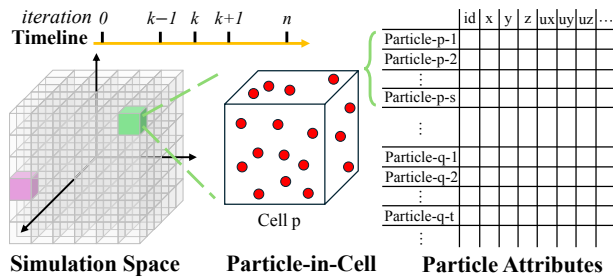 iteration 0 k−1 k k+1 n
Timeline
id x y z ux uy uz ...
Particle-p-1
Particle-p-2
⋮
Particle-p-s
⋮
Particle-q-1
Particle-q-2
⋮
Particle-q-t
⋮
Cell p
Simulation Space Particle-in-Cell Particle Attributes